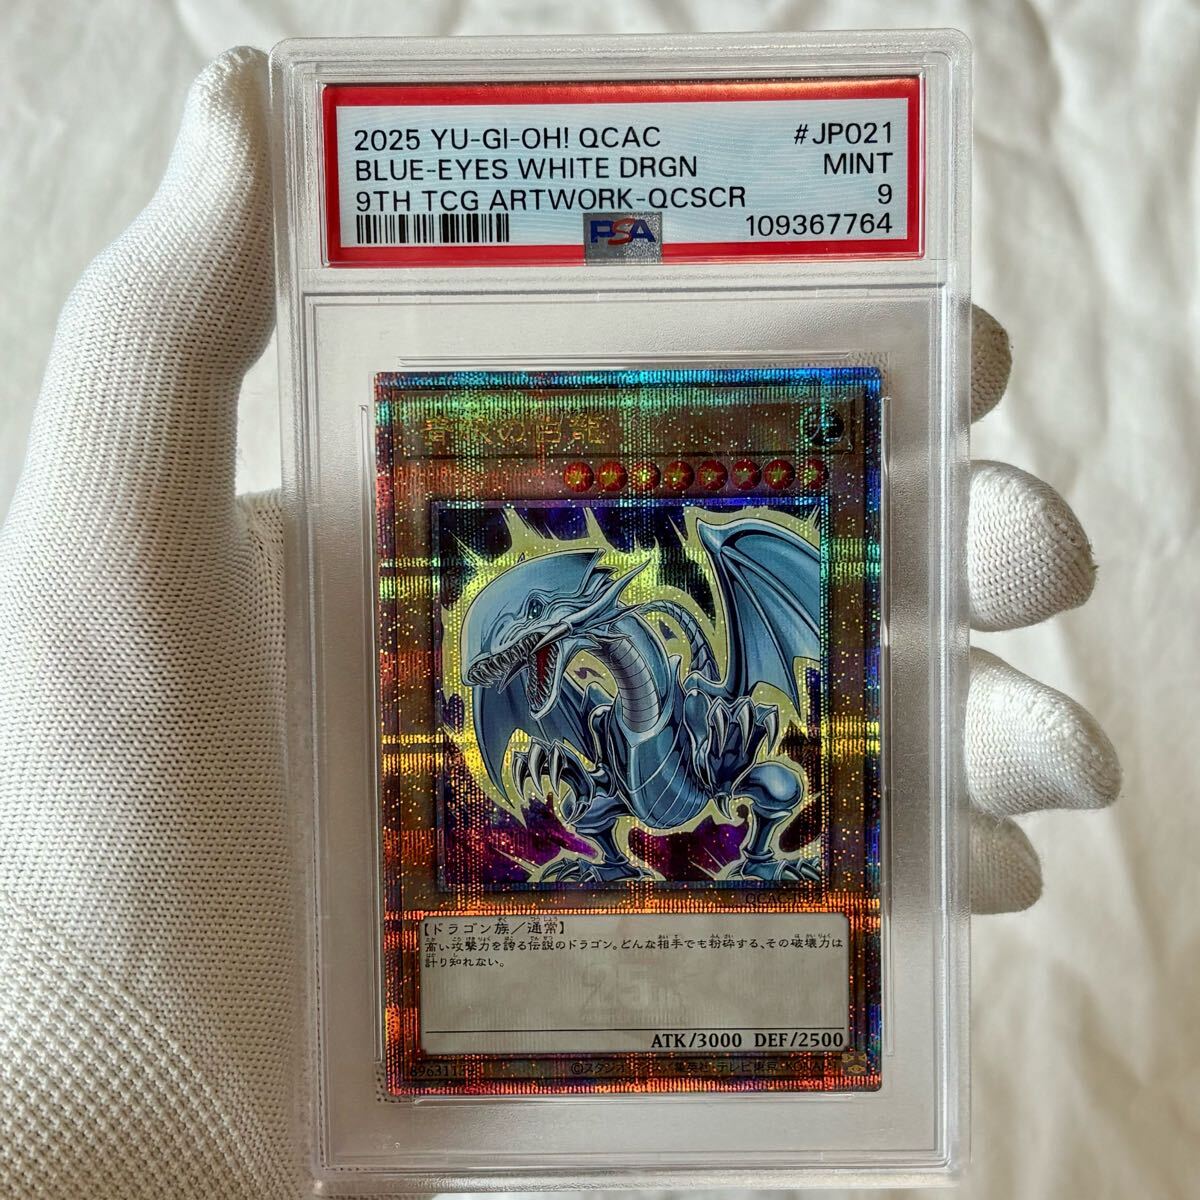 2025 YU-GI-OH! QCAC #JP021
BLUE-EYES WHITE DRGN MINT
9TH TCG ARTWORK-QCSCR 9
PSA 109367764
青眼の白龍
【ドラゴン族／通常】
高い攻撃力を誇る伝説のドラゴン。どんな相手でも粉砕する、その破壊力は
計り知れない。
25th
ATK/3000 DEF/2500